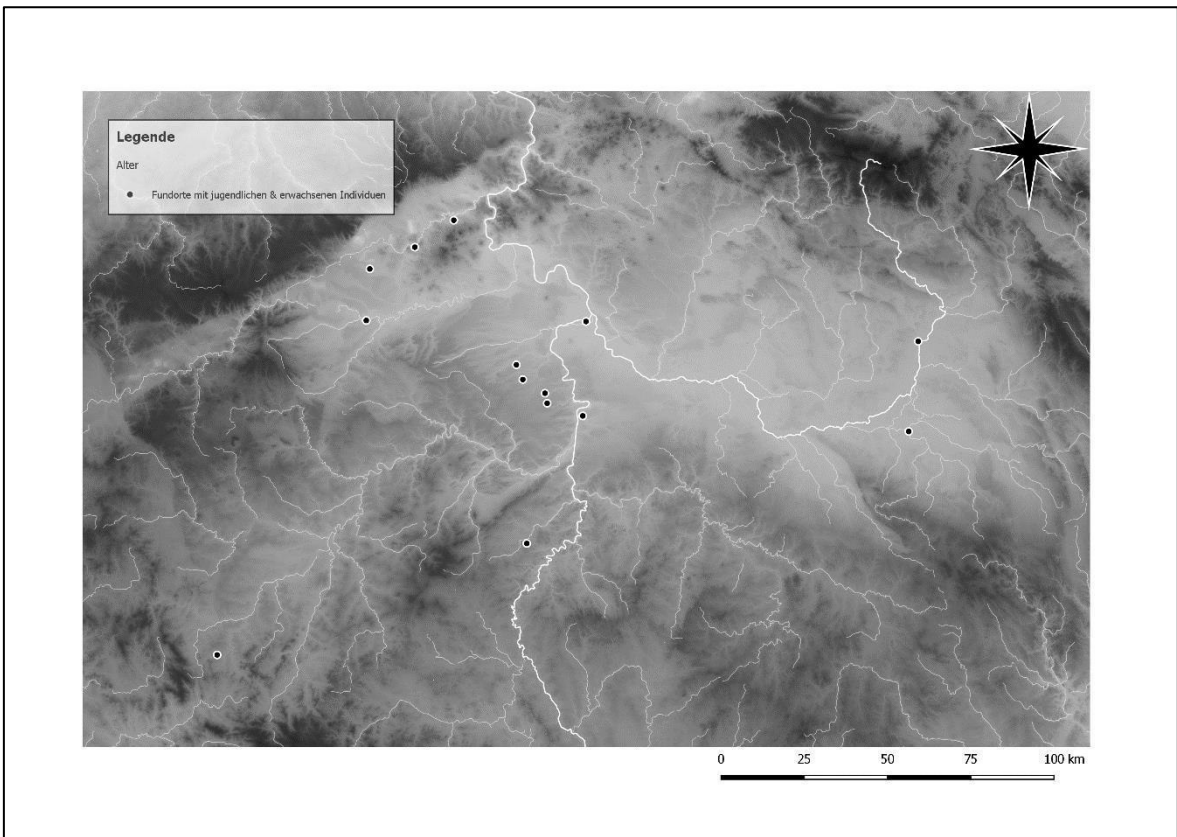 Legende
Alter
Fundorte mit jugendlichen & erwachsenen Individuen
0 25 50 75 100 km